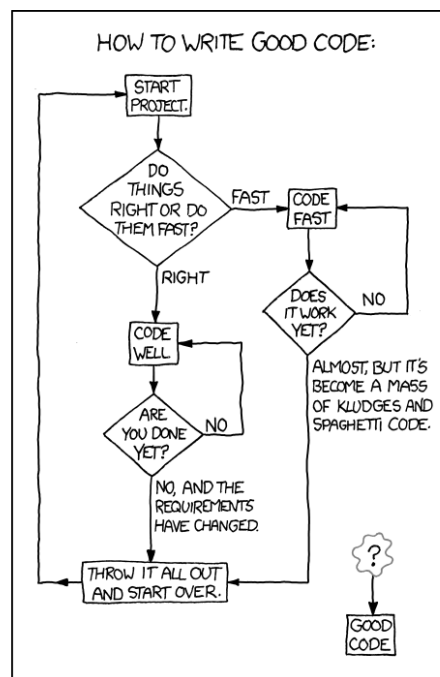 HOW TO WRITE GOOD CODE:
START
PROJECT.
DO
THINGS
RIGHT OR DO
THEM FAST?
FAST
CODE
FAST
RIGHT
DOES
IT WORK
YET?
NO
CODE
WELL
ALMOST, BUT IT'S
BECOME A MASS
OF KLUDGES AND
SPAGHETTI CODE.
ARE
YOU DONE
YET?
NO
NO, AND THE
REQUIREMENTS
HAVE CHANGED.
THROW IT ALL OUT
AND START OVER.
?
GOOD
CODE